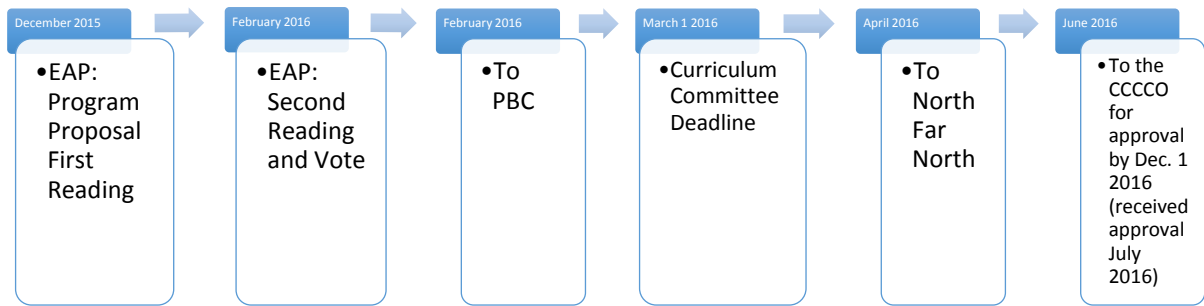 December 2015
•EAP:
Program
Proposal
First
Reading
February 2016
•EAP:
Second
Reading
and Vote
February 2016
•To
PBC
March 1 2016
•Curriculum
Committee
Deadline
April 2016
•To
North
Far
North
June 2016
•To the
CCCCO
for
approval
by Dec. 1
2016
(received
approval
July
2016)